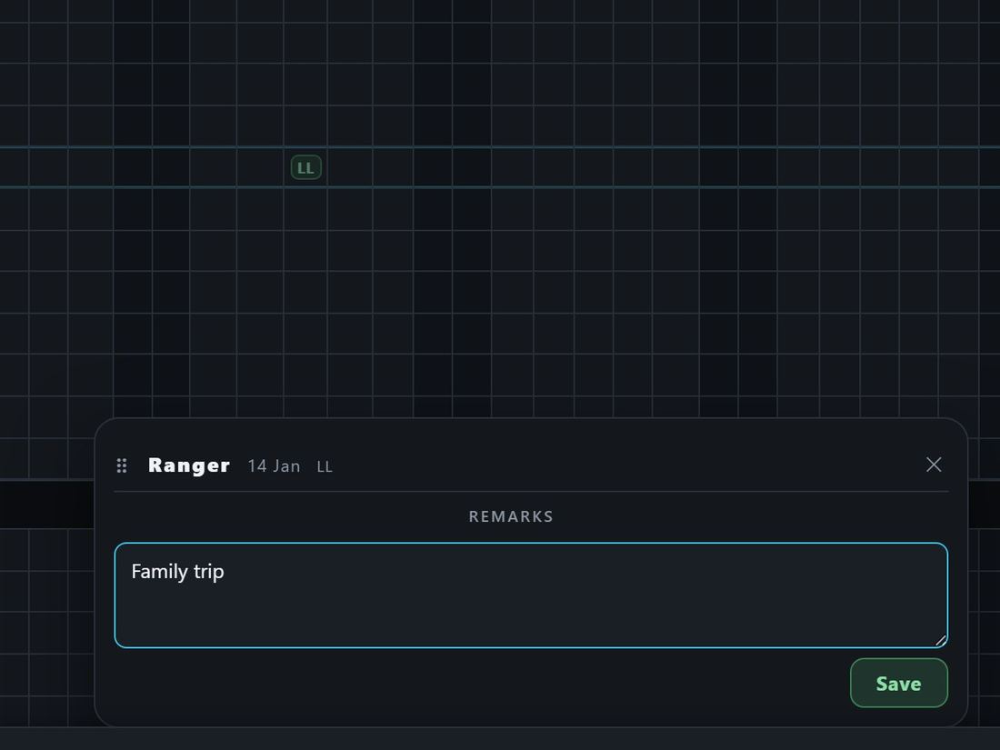 LL
Ranger 14 Jan LL
REMARKS
Family trip
Save